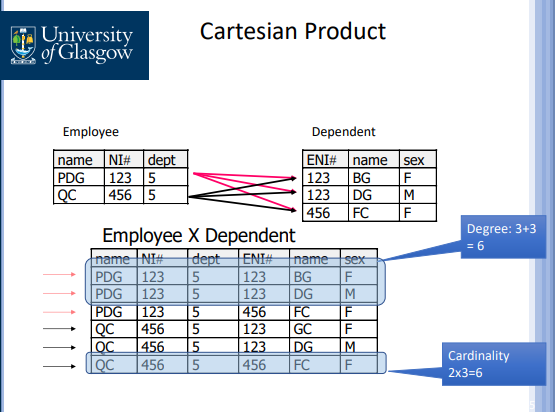 Cartesian Product
University
of Glasgow
Employee
name NI# dept
PDG 123 5
QC 456 5
Dependent
ENI# name sex
123 BG F
123 DG M
456 FC F
Employee X Dependent
name NI# dept ENI# name sex
PDG 123 5 123 BG F
PDG 123 5 123 DG M
PDG 123 5 456 FC F
QC 456 5 123 GC F
QC 456 5 123 DG M
QC 456 5 456 FC F
Degree: 3+3
= 6
Cardinality
2x3=6